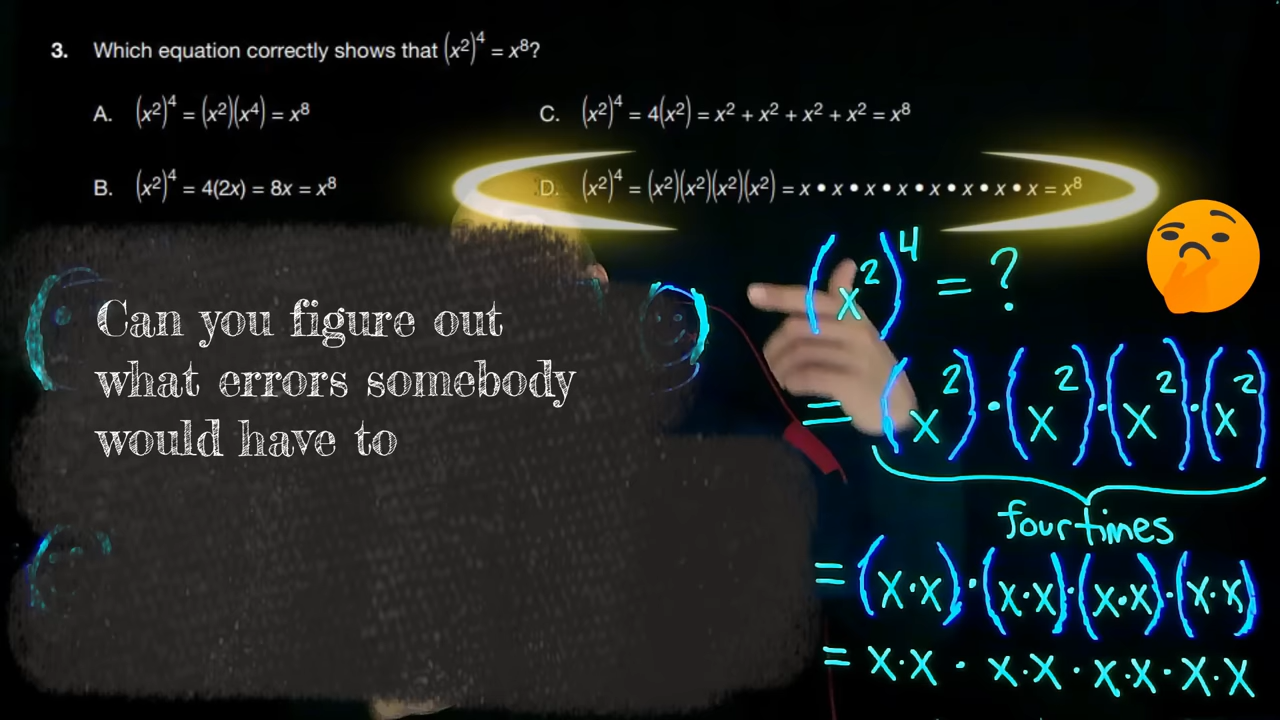 3. Which equation correctly shows that (x²)⁴ = x⁸?
A. (x²)⁴ = (x²)(x⁴) = x⁸
C. (x²)⁴ = 4(x²) = x² + x² + x² + x² = x⁸
B. (x²)⁴ = 4(2x) = 8x = x⁸
D. (x²)⁴ = (x²)(x²)(x²)(x²) = x • x • x • x • x • x • x • x = x⁸
Can you figure out
what errors somebody
would have to
(x²)⁴ = ?
= (x²)·(x²)·(x²)·(x²)
four times
= (x·x)·(x·x)·(x·x)·(x·x)
= x·x · x·x · x·x · x·x